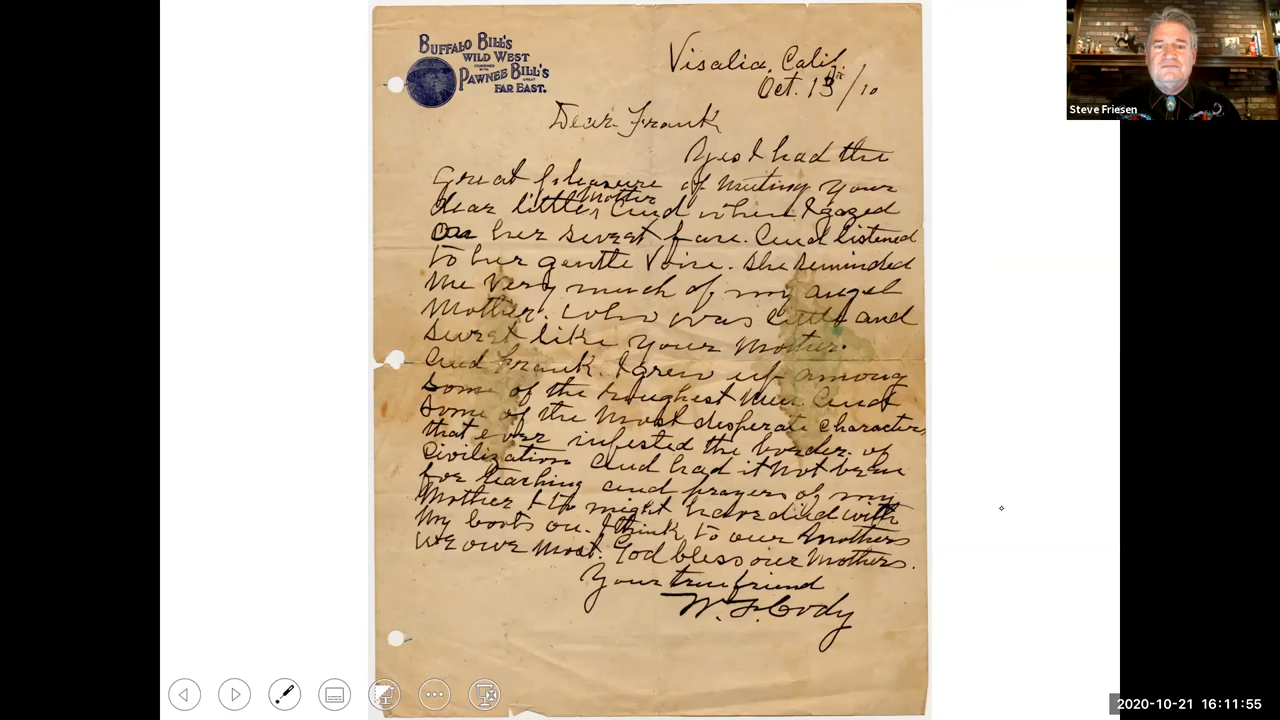 BUFFALO BILL'S
WILD WEST
COMBINED
WITH
PAWNEE BILL'S
GREAT
FAR EAST.
Visalia, Calif.
Oct. 13th/10
Dear Frank
Yes I had the
great pleasure of meeting your
dear little Mother And when I gazed
On her sweet face. And listened
to her gentle voice. She reminded
me very much of my angel
Mother. Who was little and
sweet like your Mother.
And Frank. I grew up among
some of the roughest Men. And
some of the Most desperate characters
that ever infested the border of
Civilization And had it not been
for teaching and prayers of my
Mother I might have died with
My boots on. I think to our Mothers
we owe most. God bless our Mothers.
Your true friend
W. F. Cody
Steve Friesen
2020-10-21 16:11:55